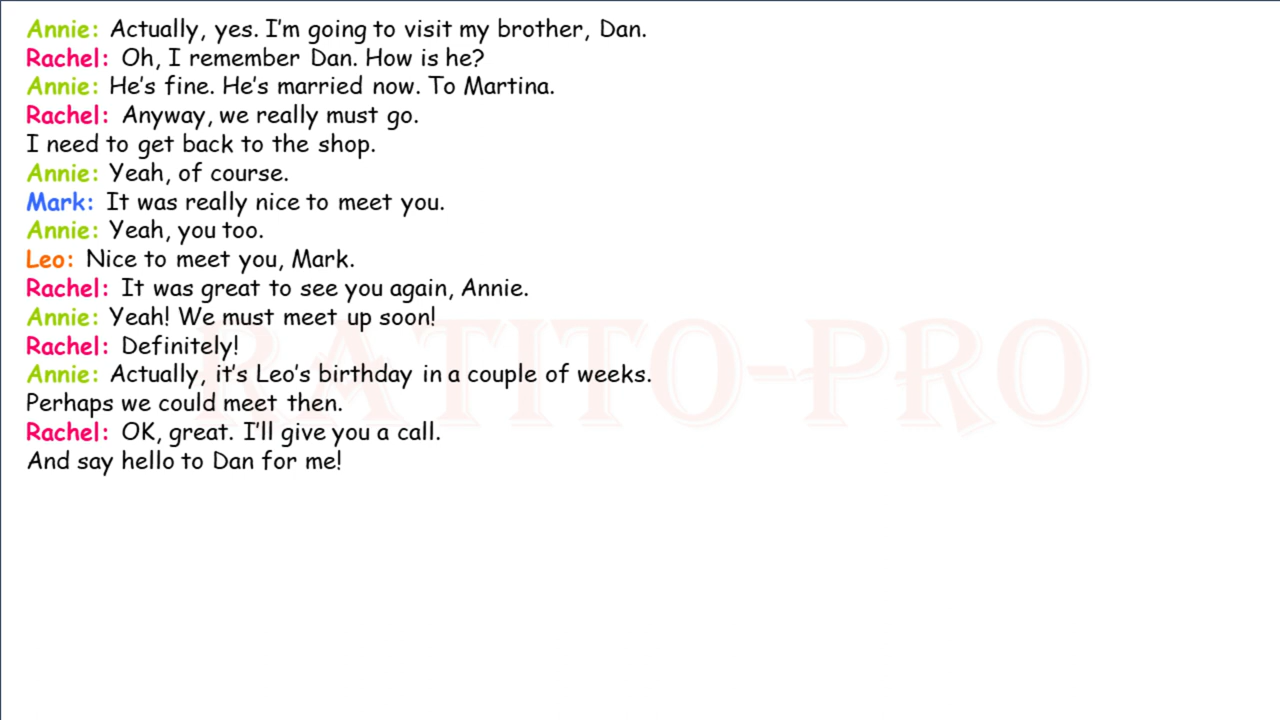 Annie: Actually, yes. I'm going to visit my brother, Dan.
Rachel: Oh, I remember Dan. How is he?
Annie: He's fine. He's married now. To Martina.
Rachel: Anyway, we really must go.
I need to get back to the shop.
Annie: Yeah, of course.
Mark: It was really nice to meet you.
Annie: Yeah, you too.
Leo: Nice to meet you, Mark.
Rachel: It was great to see you again, Annie.
Annie: Yeah! We must meet up soon!
Rachel: Definitely!
Annie: Actually, it's Leo's birthday in a couple of weeks.
Perhaps we could meet then.
Rachel: OK, great. I'll give you a call.
And say hello to Dan for me!
RATITO-PRO